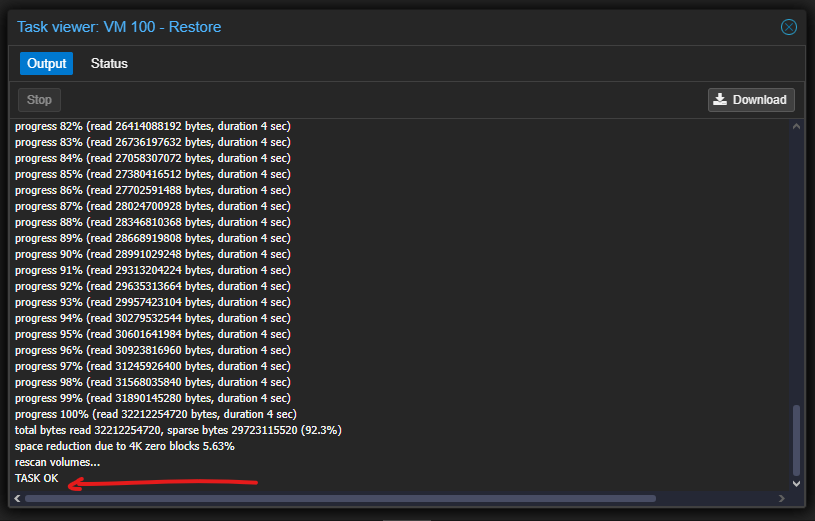 Task viewer: VM 100 - Restore
Output Status
Stop Download
progress 82% (read 26414088192 bytes, duration 4 sec)
progress 83% (read 26736197632 bytes, duration 4 sec)
progress 84% (read 27058307072 bytes, duration 4 sec)
progress 85% (read 27380416512 bytes, duration 4 sec)
progress 86% (read 27702591488 bytes, duration 4 sec)
progress 87% (read 28024700928 bytes, duration 4 sec)
progress 88% (read 28346810368 bytes, duration 4 sec)
progress 89% (read 28668919808 bytes, duration 4 sec)
progress 90% (read 28991029248 bytes, duration 4 sec)
progress 91% (read 29313204224 bytes, duration 4 sec)
progress 92% (read 29635313664 bytes, duration 4 sec)
progress 93% (read 29957423104 bytes, duration 4 sec)
progress 94% (read 30279532544 bytes, duration 4 sec)
progress 95% (read 30601641984 bytes, duration 4 sec)
progress 96% (read 30923816960 bytes, duration 4 sec)
progress 97% (read 31245926400 bytes, duration 4 sec)
progress 98% (read 31568035840 bytes, duration 4 sec)
progress 99% (read 31890145280 bytes, duration 4 sec)
progress 100% (read 32212254720 bytes, duration 4 sec)
total bytes read 32212254720, sparse bytes 29723115520 (92.3%)
space reduction due to 4K zero blocks 5.63%
rescan volumes...
TASK OK